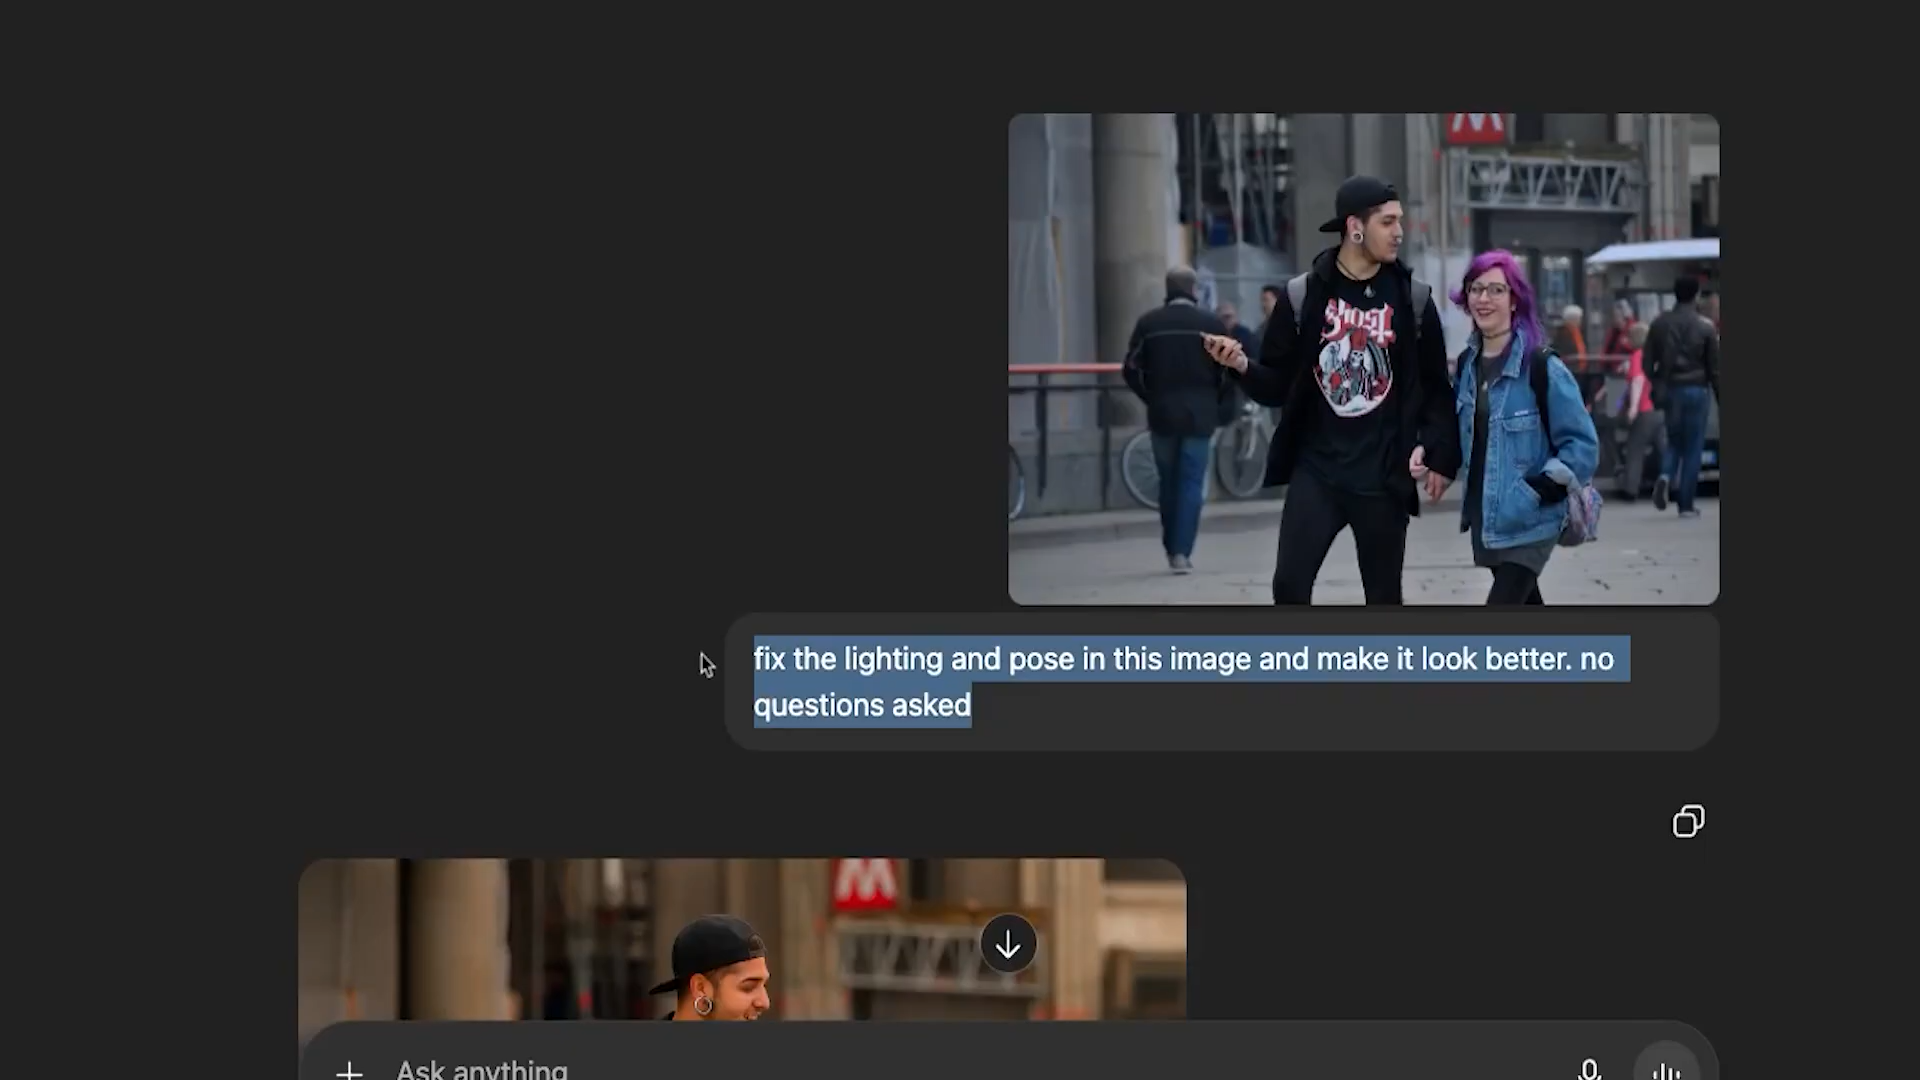 M
Ghost
fix the lighting and pose in this image and make it look better. no
questions asked
M
Ask anything